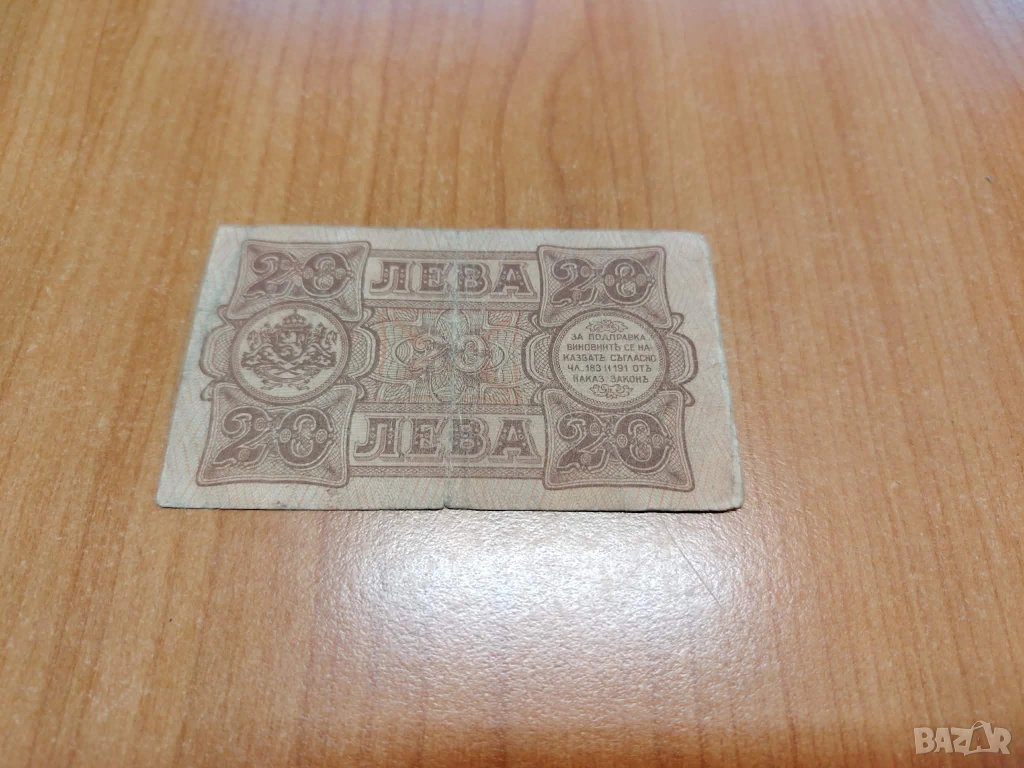 20 ЛЕВА 20
ЗА ПОДПРАВКА
ВИНОВНИТѢ СЕ НА-
КАЗВАТЪ СЪГЛАСНО
ЧЛ. 183 И 191 ОТЪ
НАКАЗ. ЗАКОНЪ
20
20 ЛЕВА 20
BAZAR